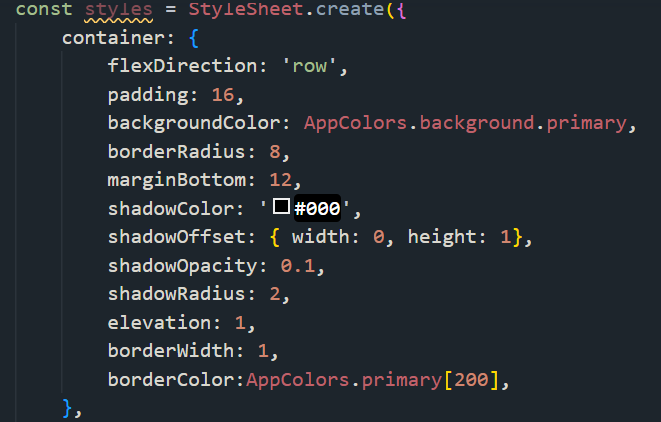 const styles = StyleSheet.create({
container: {
flexDirection: 'row',
padding: 16,
backgroundColor: AppColors.background.primary,
borderRadius: 8,
marginBottom: 12,
shadowColor: '#000',
shadowOffset: { width: 0, height: 1},
shadowOpacity: 0.1,
shadowRadius: 2,
elevation: 1,
borderWidth: 1,
borderColor:AppColors.primary[200],
},